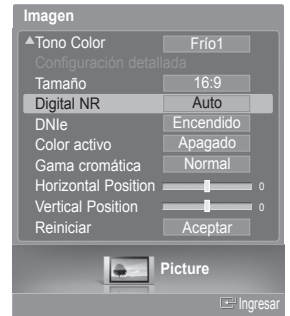 Imagen
▲Tono Color Frío1
Configuración detallada
Tamaño 16:9
Digital NR Auto
DNIe Encendido
Color activo Apagado
Gama cromática Normal
Horizontal Position 0
Vertical Position 0
Reiniciar Aceptar
Picture
Ingresar